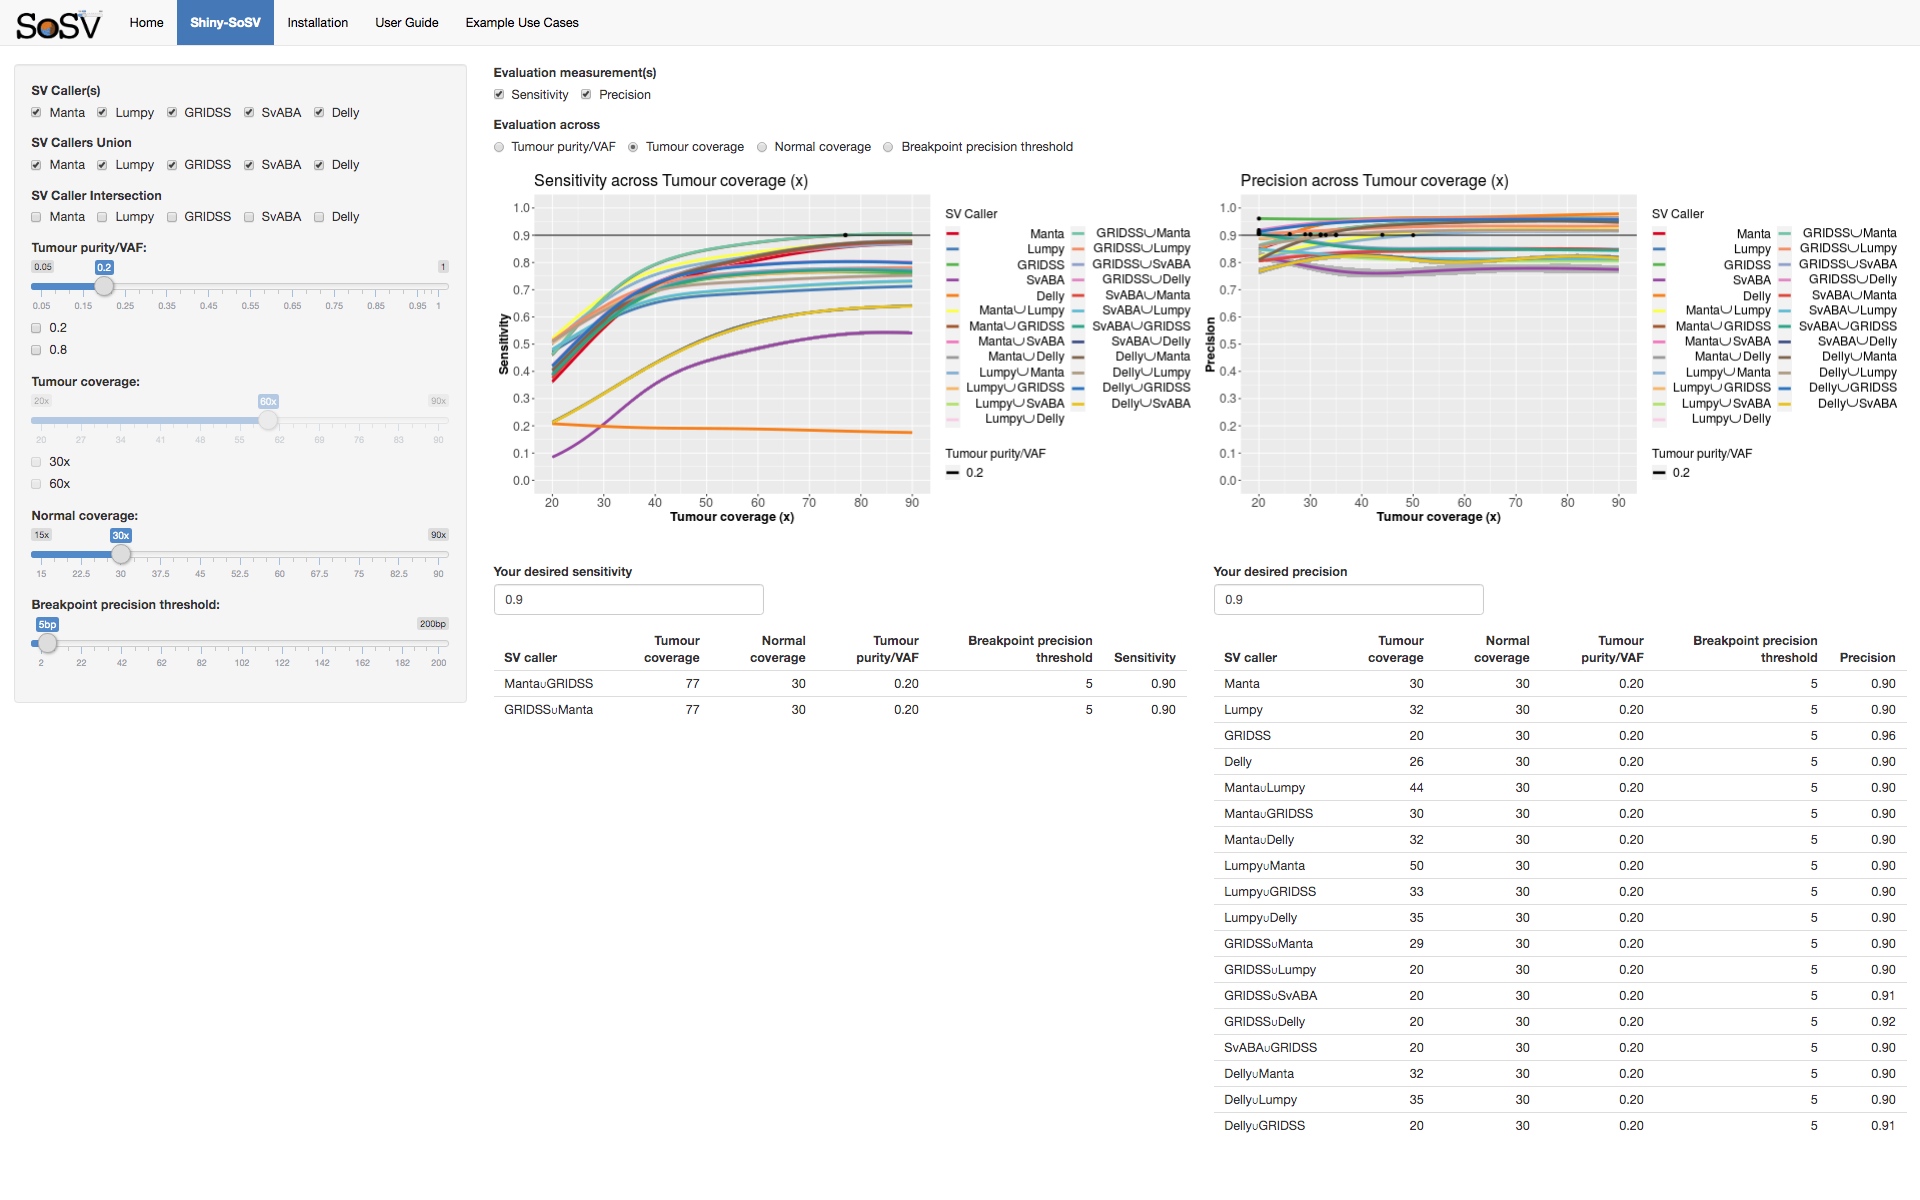 SoSV Home Shiny-SoSV Installation User Guide Example Use Cases
SV Caller(s)
Manta Lumpy GRIDSS SvABA Delly
SV Callers Union
Manta Lumpy GRIDSS SvABA Delly
SV Caller Intersection
Manta Lumpy GRIDSS SvABA Delly
Tumour purity/VAF:
0.05 0.2 1
0.05 0.15 0.25 0.35 0.45 0.55 0.65 0.75 0.85 0.95 1
0.2
0.8
Tumour coverage:
20x 60x 90x
20 27 34 41 48 55 62 69 76 83 90
30x
60x
Normal coverage:
15x 30x 90x
15 22.5 30 37.5 45 52.5 60 67.5 75 82.5 90
Breakpoint precision threshold:
5bp 200bp
2 22 42 62 82 102 122 142 162 182 200
Evaluation measurement(s)
Sensitivity Precision
Evaluation across
Tumour purity/VAF Tumour coverage Normal coverage Breakpoint precision threshold
Sensitivity across Tumour coverage (x)
1.0
0.9
0.8
0.7
0.6
0.5
0.4
0.3
0.2
0.1
0.0
Sensitivity
20 30 40 50 60 70 80 90
Tumour coverage (x)
SV Caller
Manta GRIDSS∪Manta
Lumpy GRIDSS∪Lumpy
GRIDSS GRIDSS∪SvABA
SvABA GRIDSS∪Delly
Delly SvABA∪Manta
Manta∪Lumpy SvABA∪Lumpy
Manta∪GRIDSS SvABA∪GRIDSS
Manta∪SvABA SvABA∪Delly
Manta∪Delly Delly∪Manta
Lumpy∪Manta Delly∪Lumpy
Lumpy∪GRIDSS Delly∪GRIDSS
Lumpy∪SvABA Delly∪SvABA
Lumpy∪Delly
Tumour purity/VAF
0.2
Precision across Tumour coverage (x)
1.0
0.9
0.8
0.7
0.6
0.5
0.4
0.3
0.2
0.1
0.0
Precision
20 30 40 50 60 70 80 90
Tumour coverage (x)
SV Caller
Manta GRIDSS∪Manta
Lumpy GRIDSS∪Lumpy
GRIDSS GRIDSS∪SvABA
SvABA GRIDSS∪Delly
Delly SvABA∪Manta
Manta∪Lumpy SvABA∪Lumpy
Manta∪GRIDSS SvABA∪GRIDSS
Manta∪SvABA SvABA∪Delly
Manta∪Delly Delly∪Manta
Lumpy∪Manta Delly∪Lumpy
Lumpy∪GRIDSS Delly∪GRIDSS
Lumpy∪SvABA Delly∪SvABA
Lumpy∪Delly
Tumour purity/VAF
0.2
Your desired sensitivity
0.9
Tumour Normal Tumour Breakpoint precision
SV caller coverage coverage purity/VAF threshold Sensitivity
Manta∪GRIDSS 77 30 0.20 5 0.90
GRIDSS∪Manta 77 30 0.20 5 0.90
Your desired precision
0.9
Tumour Normal Tumour Breakpoint precision
SV caller coverage coverage purity/VAF threshold Precision
Manta 30 30 0.20 5 0.90
Lumpy 32 30 0.20 5 0.90
GRIDSS 20 30 0.20 5 0.96
Delly 26 30 0.20 5 0.90
Manta∪Lumpy 44 30 0.20 5 0.90
Manta∪GRIDSS 30 30 0.20 5 0.90
Manta∪Delly 32 30 0.20 5 0.90
Lumpy∪Manta 50 30 0.20 5 0.90
Lumpy∪GRIDSS 33 30 0.20 5 0.90
Lumpy∪Delly 35 30 0.20 5 0.90
GRIDSS∪Manta 29 30 0.20 5 0.90
GRIDSS∪Lumpy 20 30 0.20 5 0.90
GRIDSS∪SvABA 20 30 0.20 5 0.91
GRIDSS∪Delly 20 30 0.20 5 0.92
SvABA∪GRIDSS 20 30 0.20 5 0.90
Delly∪Manta 32 30 0.20 5 0.90
Delly∪Lumpy 35 30 0.20 5 0.90
Delly∪GRIDSS 20 30 0.20 5 0.91